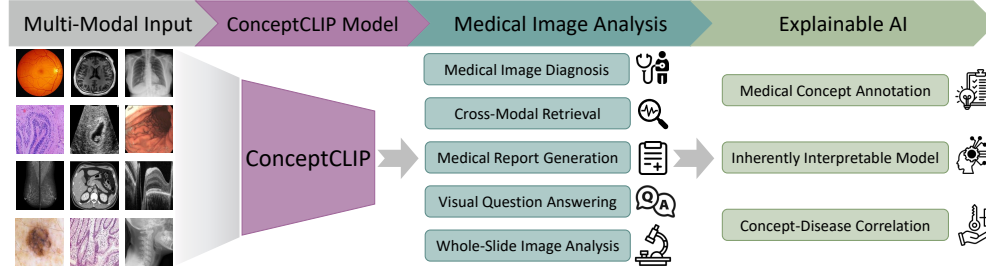 Multi-Modal Input
ConceptCLIP Model
Medical Image Analysis
Explainable AI
ConceptCLIP
Medical Image Diagnosis
Cross-Modal Retrieval
Medical Report Generation
Visual Question Answering
Q A
Whole-Slide Image Analysis
Medical Concept Annotation
Inherently Interpretable Model
Concept-Disease Correlation